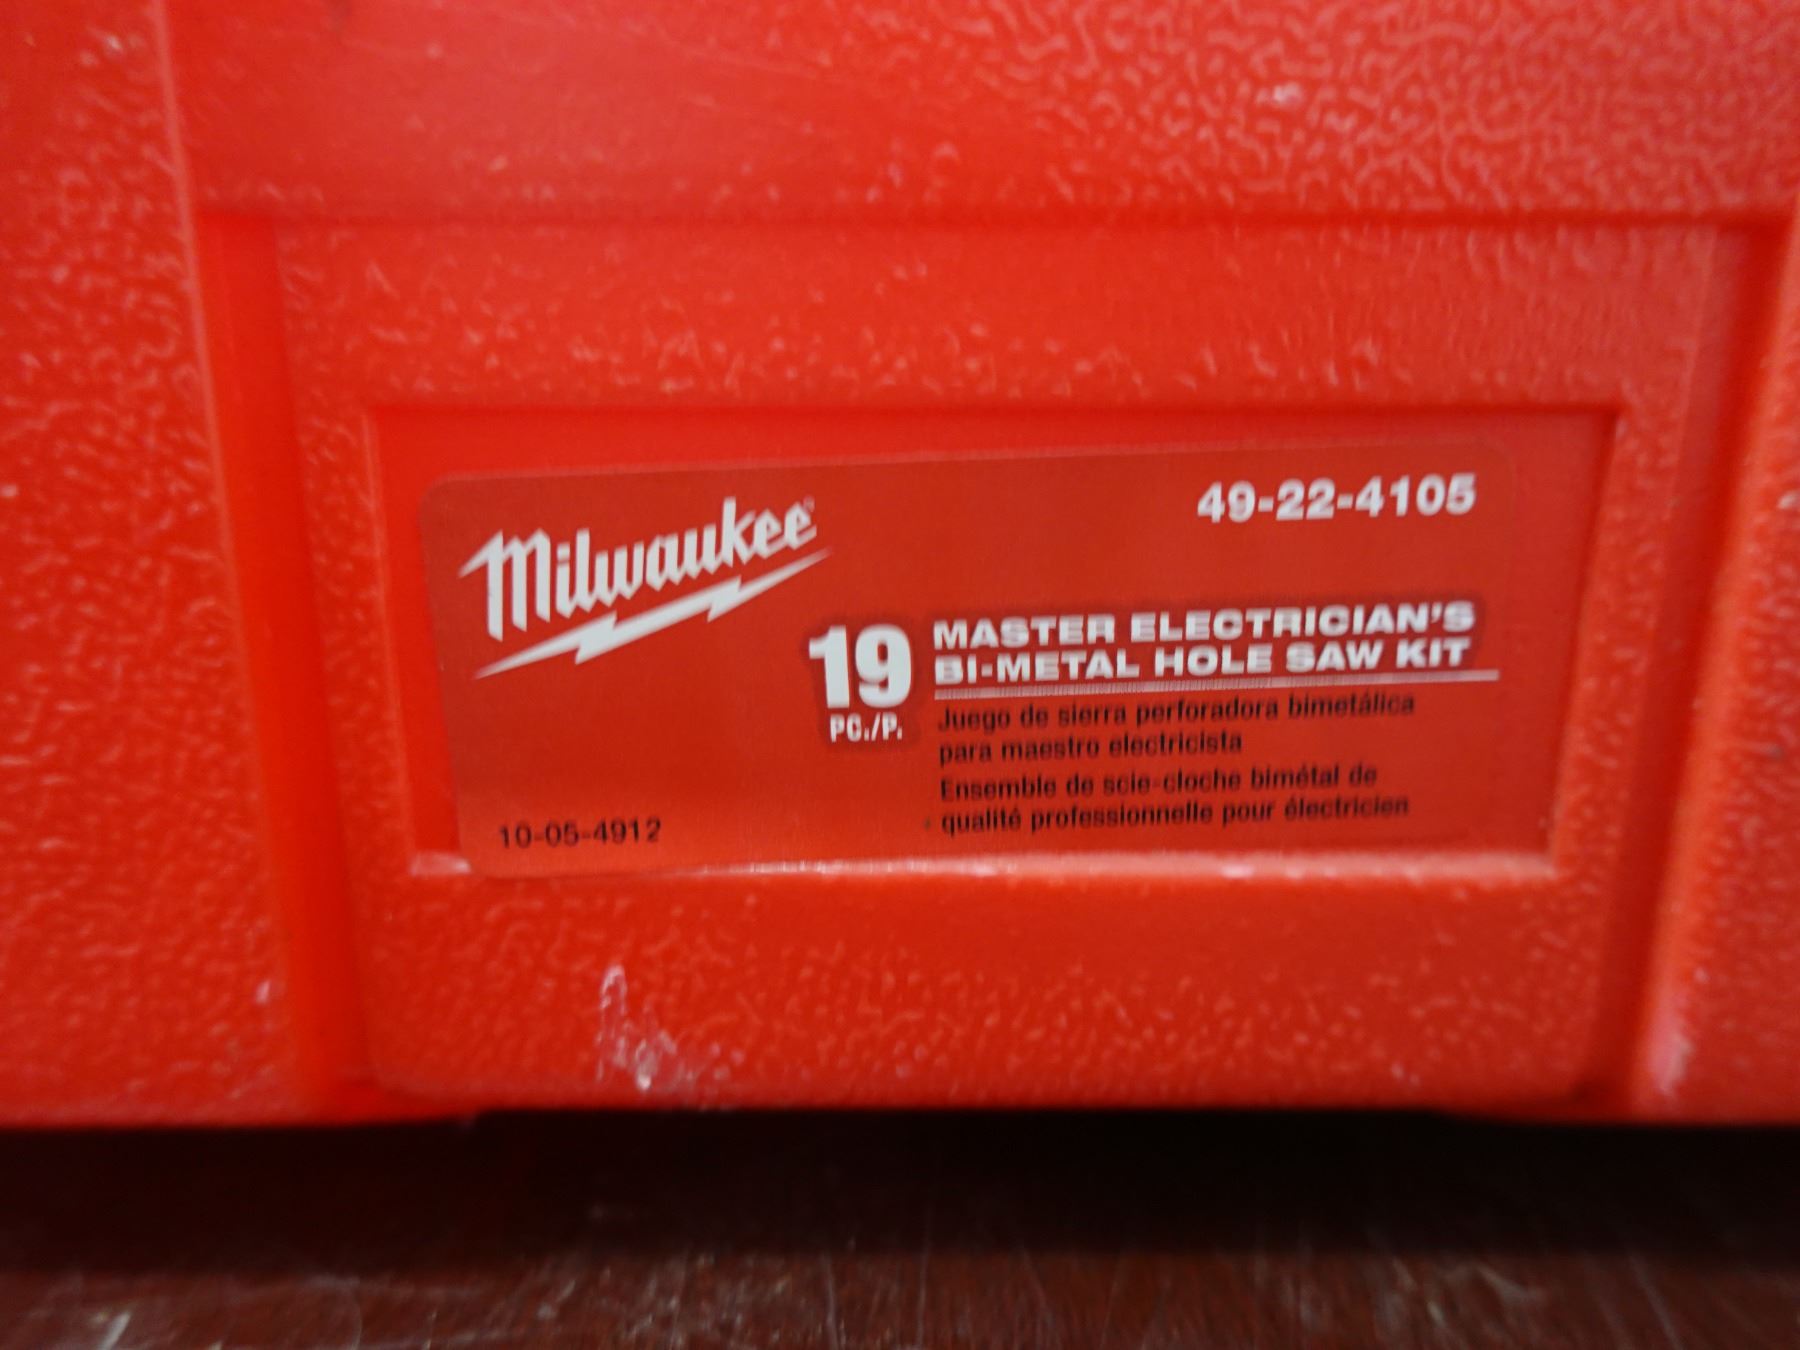 Milwaukee
49-22-4105
19
PC./P.
MASTER ELECTRICIAN'S
BI-METAL HOLE SAW KIT
Juego de sierra perforadora bimetálica
para maestro electricista
Ensemble de scie-cloche bimétal de
qualité professionnelle pour électricien
10-05-4912